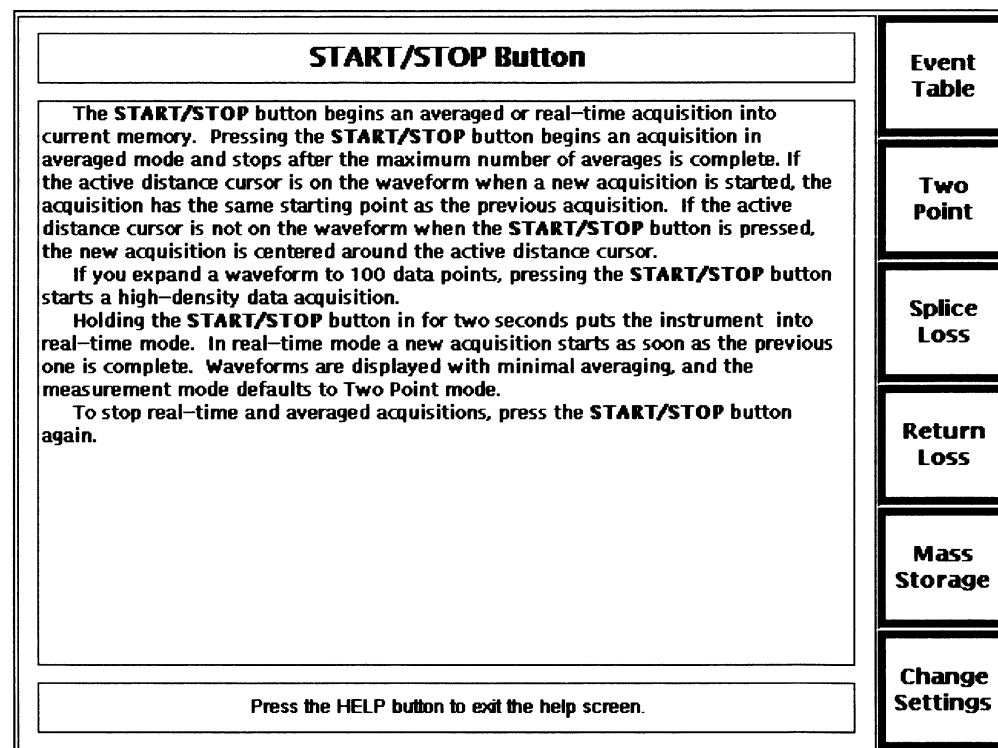 START/STOP Button
The START/STOP button begins an averaged or real-time acquisition into
current memory. Pressing the START/STOP button begins an acquisition in
averaged mode and stops after the maximum number of averages is complete. If
the active distance cursor is on the waveform when a new acquisition is started, the
acquisition has the same starting point as the previous acquisition. If the active
distance cursor is not on the waveform when the START/STOP button is pressed,
the new acquisition is centered around the active distance cursor.
If you expand a waveform to 100 data points, pressing the START/STOP button
starts a high-density data acquisition.
Holding the START/STOP button in for two seconds puts the instrument into
real-time mode. In real-time mode a new acquisition starts as soon as the previous
one is complete. Waveforms are displayed with minimal averaging, and the
measurement mode defaults to Two Point mode.
To stop real-time and averaged acquisitions, press the START/STOP button
again.
Press the HELP button to exit the help screen.
Event
Table
Two
Point
Splice
Loss
Return
Loss
Mass
Storage
Change
Settings